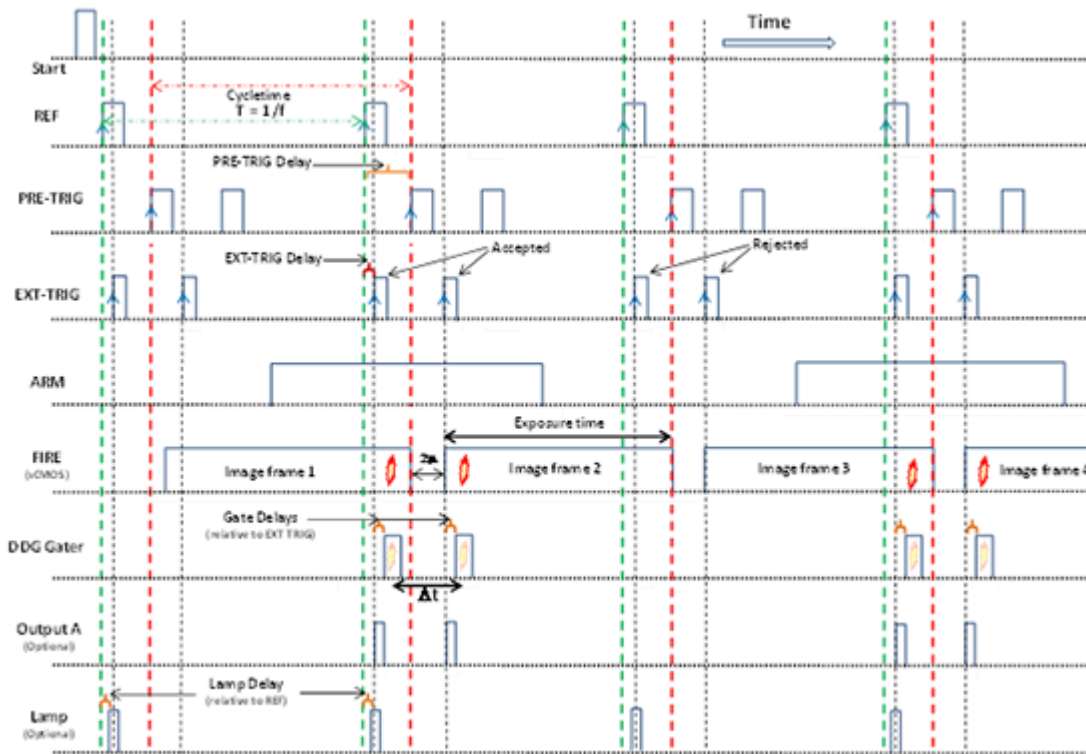 Time
Start
Cycletime
T = 1/f
REF
PRE-TRIG Delay
PRE-TRIG
Accepted
Rejected
EXT-TRIG Delay
EXT-TRIG
ARM
Exposure time
FIRE
(sCMOS)
Image frame 1
Image frame 2
Image frame 3
Image frame 4
Gate Delays
(relative to EXT TRIG)
DDG Gater
Δt
Output A
(Optional)
Lamp Delay
(relative to REF)
Lamp
(Optional)